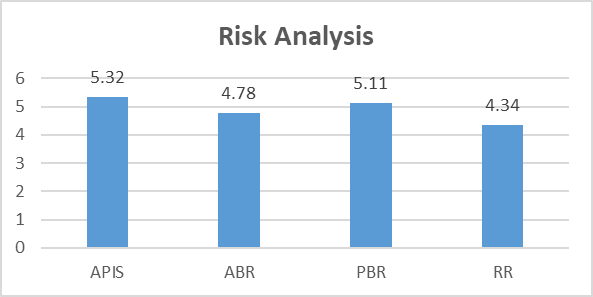 Risk Analysis
6
5
4
3
2
1
0
5.32
4.78
5.11
4.34
APIS
ABR
PBR
RR